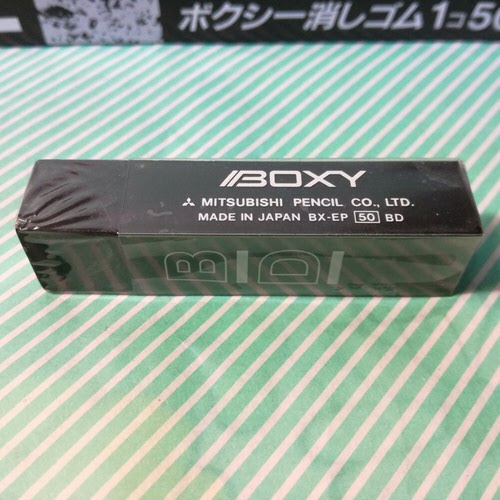 ボクシー消しゴム1コ50
BOXY
MITSUBISHI PENCIL CO., LTD.
MADE IN JAPAN BX-EP 50 BD